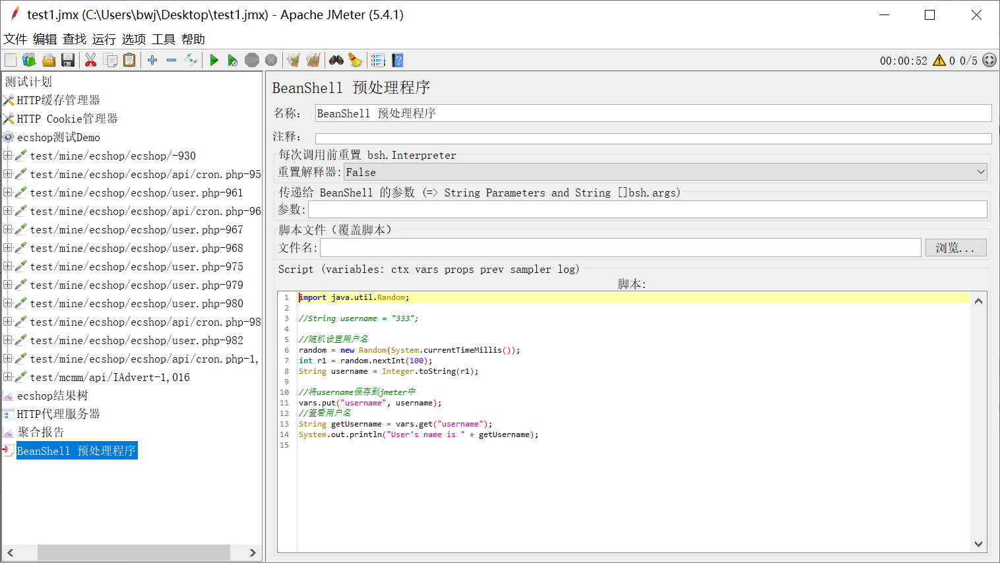 test1.jmx (C:\Users\bwj\Desktop\test1.jmx) - Apache JMeter (5.4.1)
文件 编辑 查找 运行 选项 工具 帮助
00:00:52 0 0/5
测试计划
HTTP缓存管理器
HTTP Cookie管理器
ecshop测试Demo
test/mine/ecshop/ecshop/-930
test/mine/ecshop/ecshop/api/cron.php-95
test/mine/ecshop/ecshop/user.php-961
test/mine/ecshop/ecshop/api/cron.php-96
test/mine/ecshop/ecshop/user.php-967
test/mine/ecshop/ecshop/user.php-968
test/mine/ecshop/ecshop/user.php-975
test/mine/ecshop/ecshop/user.php-979
test/mine/ecshop/ecshop/user.php-980
test/mine/ecshop/ecshop/api/cron.php-98
test/mine/ecshop/ecshop/user.php-982
test/mine/ecshop/ecshop/api/cron.php-1,
test/mcmm/api/IAdvert-1,016
ecshop结果树
HTTP代理服务器
聚合报告
BeanShell 预处理程序
BeanShell 预处理程序
名称: BeanShell 预处理程序
注释:
每次调用前重置 bsh.Interpreter
重置解释器: False
传递给 BeanShell 的参数 (=> String Parameters and String []bsh.args)
参数:
脚本文件（覆盖脚本）
文件名: 浏览...
Script (variables: ctx vars props prev sampler log)
脚本:
1 import java.util.Random;
2
3 //String username = "333";
4
5 //随机设置用户名
6 random = new Random(System.currentTimeMillis());
7 int r1 = random.nextInt(100);
8 String username = Integer.toString(r1);
9
10 //将username保存到jmeter中
11 vars.put("username", username);
12 //查看用户名
13 String getUsername = vars.get("username");
14 System.out.println("User's name is " + getUsername);
15